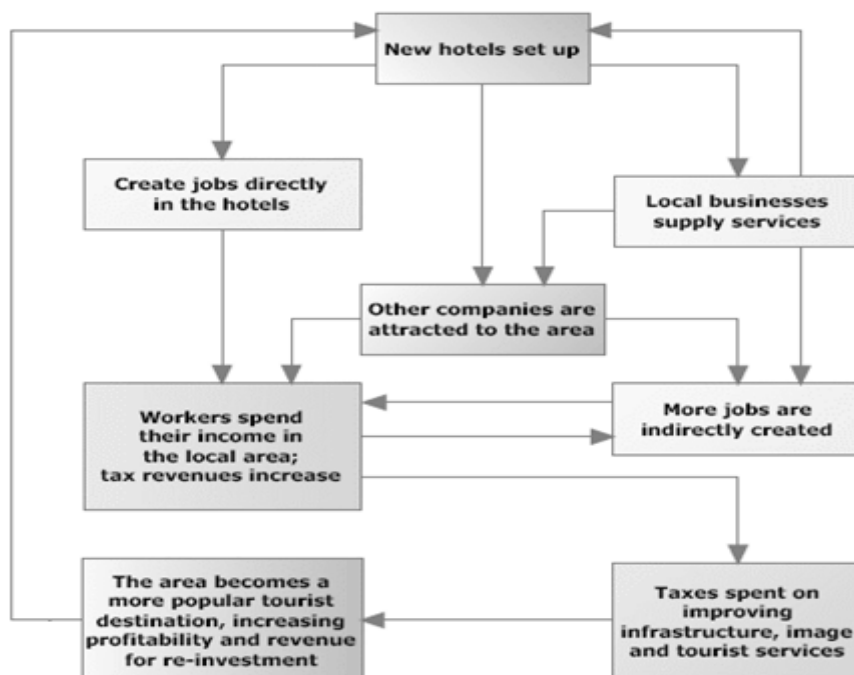 New hotels set up
Create jobs directly
in the hotels
Local businesses
supply services
Other companies are
attracted to the area
Workers spend
their income in
the local area;
tax revenues increase
More jobs are
indirectly created
The area becomes a
more popular tourist
destination, increasing
profitability and revenue
for re-investment
Taxes spent on
improving
infrastructure, image
and tourist services